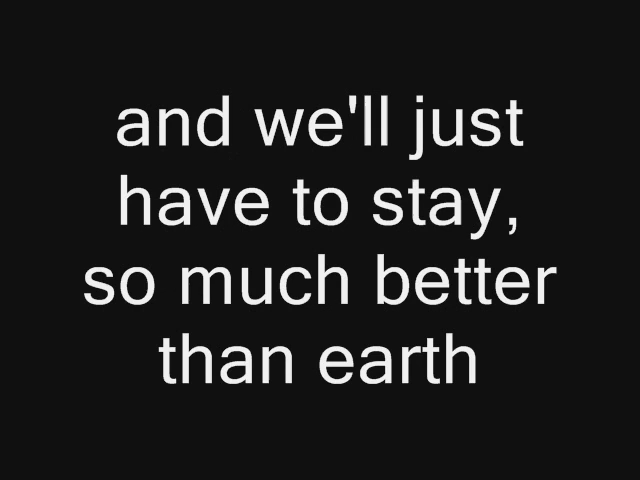 and we'll just
have to stay,
so much better
than earth